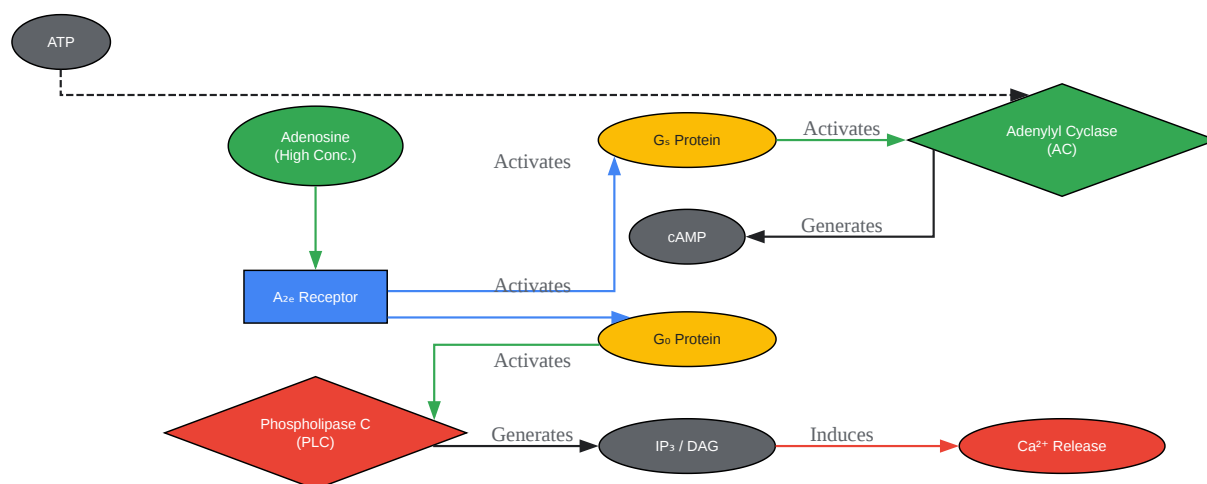 ATP
Adenosine
(High Conc.)
Activates
Gₛ Protein
Activates
Adenylyl Cyclase
(AC)
cAMP
Generates
A₂ₑ Receptor
Activates
G₀ Protein
Activates
Phospholipase C
(PLC)
Generates
IP₃ / DAG
Induces
Ca²⁺ Release